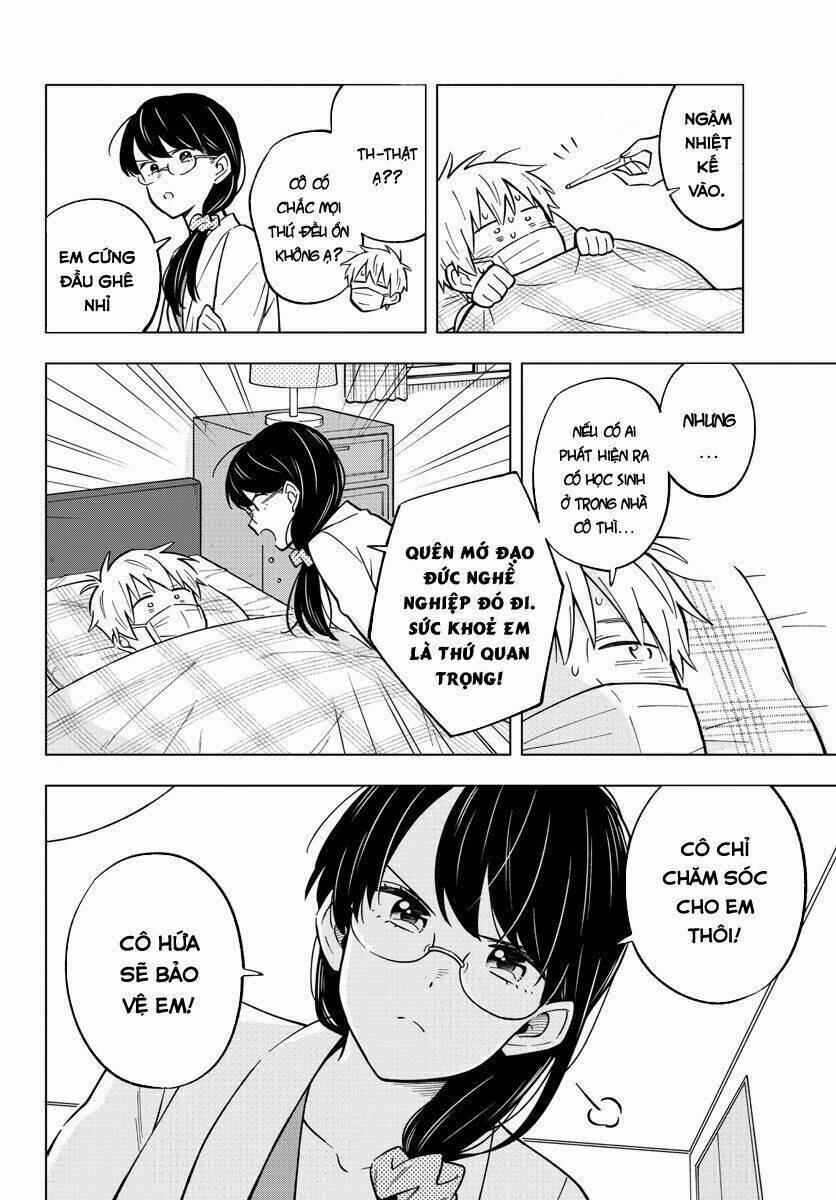 NGẬM
NHIỆT
KẾ
VÀO.
TH-THẬT
Ạ??
CÔ CÓ
CHẮC MỌI
THỨ ĐỀU ỔN
KHÔNG Ạ?
EM CỨNG
ĐẦU GHÊ
NHỈ
NHƯNG
...
NẾU CÓ AI
PHÁT HIỆN RA
CÓ HỌC SINH
Ở TRONG NHÀ
CÔ THÌ...
QUÊN MỚ ĐẠO
ĐỨC NGHỀ
NGHIỆP ĐÓ ĐI.
SỨC KHOẺ EM
LÀ THỨ QUAN
TRỌNG!
CÔ CHỈ
CHĂM SÓC
CHO EM
THÔI!
CÔ HỨA
SẼ BẢO
VỆ EM!